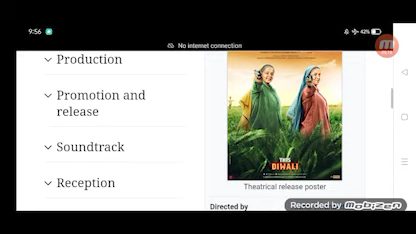 9:56
42%
No internet connection
Production
Promotion and
release
Soundtrack
Reception
THIS
DIWALI
Theatrical release poster
Directed by
Recorded by MOBIZEN